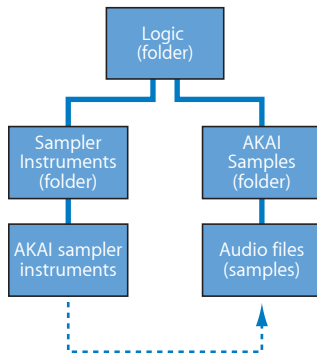 Logic
(folder)
Sampler
Instruments
(folder)
AKAI
Samples
(folder)
AKAI sampler
instruments
Audio files
(samples)